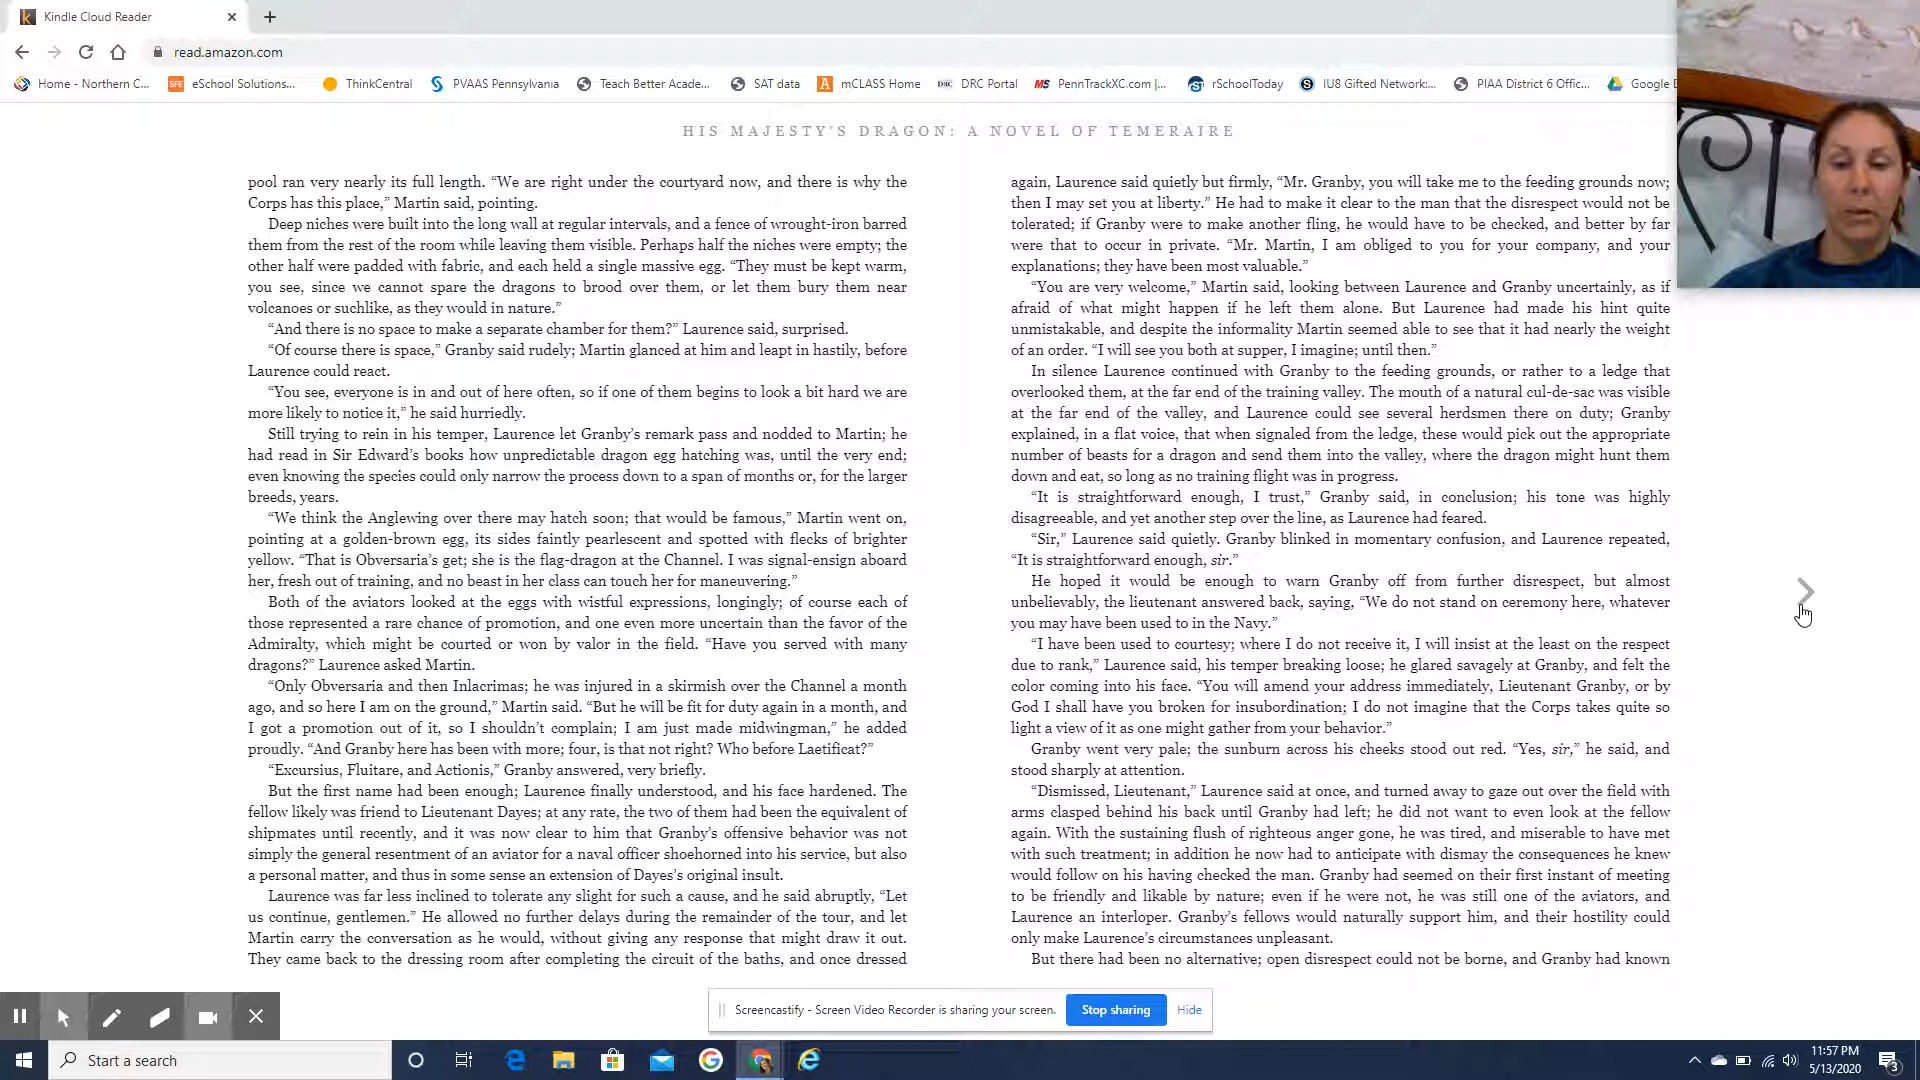 Kindle Cloud Reader
read.amazon.com
Home - Northern C...
eSchool Solutions...
ThinkCentral
PVAAS Pennsylvania
Teach Better Acade...
SAT data
mCLASS Home
DRC Portal
PennTrackXC.com |...
rSchoolToday
IU8 Gifted Network:...
PIAA District 6 Offic...
Google D
HIS MAJESTY'S DRAGON: A NOVEL OF TEMERAIRE
pool ran very nearly its full length. “We are right under the courtyard now, and there is why the
Corps has this place,” Martin said, pointing.
Deep niches were built into the long wall at regular intervals, and a fence of wrought-iron barred
them from the rest of the room while leaving them visible. Perhaps half the niches were empty; the
other half were padded with fabric, and each held a single massive egg. “They must be kept warm,
you see, since we cannot spare the dragons to brood over them, or let them bury them near
volcanoes or suchlike, as they would in nature.”
“And there is no space to make a separate chamber for them?” Laurence said, surprised.
“Of course there is space,” Granby said rudely; Martin glanced at him and leapt in hastily, before
Laurence could react.
“You see, everyone is in and out of here often, so if one of them begins to look a bit hard we are
more likely to notice it,” he said hurriedly.
Still trying to rein in his temper, Laurence let Granby’s remark pass and nodded to Martin; he
had read in Sir Edward’s books how unpredictable dragon egg hatching was, until the very end;
even knowing the species could only narrow the process down to a span of months or, for the larger
breeds, years.
“We think the Anglewing over there may hatch soon; that would be famous,” Martin went on,
pointing at a golden-brown egg, its sides faintly pearlescent and spotted with flecks of brighter
yellow. “That is Obversaria’s get; she is the flag-dragon at the Channel. I was signal-ensign aboard
her, fresh out of training, and no beast in her class can touch her for maneuvering.”
Both of the aviators looked at the eggs with wistful expressions, longingly; of course each of
those represented a rare chance of promotion, and one even more uncertain than the favor of the
Admiralty, which might be courted or won by valor in the field. “Have you served with many
dragons?” Laurence asked Martin.
“Only Obversaria and then Inlacrimas; he was injured in a skirmish over the Channel a month
ago, and so here I am on the ground,” Martin said. “But he will be fit for duty again in a month, and
I got a promotion out of it, so I shouldn’t complain; I am just made midwingman,” he added
proudly. “And Granby here has been with more; four, is that not right? Who before Laetificat?”
“Excursius, Fluitare, and Actionis,” Granby answered, very briefly.
But the first name had been enough; Laurence finally understood, and his face hardened. The
fellow likely was friend to Lieutenant Dayes; at any rate, the two of them had been the equivalent of
shipmates until recently, and it was now clear to him that Granby’s offensive behavior was not
simply the general resentment of an aviator for a naval officer shoehorned into his service, but also
a personal matter, and thus in some sense an extension of Dayes’s original insult.
Laurence was far less inclined to tolerate any slight for such a cause, and he said abruptly, “Let
us continue, gentlemen.” He allowed no further delays during the remainder of the tour, and let
Martin carry the conversation as he would, without giving any response that might draw it out.
They came back to the dressing room after completing the circuit of the baths, and once dressed
again, Laurence said quietly but firmly, “Mr. Granby, you will take me to the feeding grounds now;
then I may set you at liberty.” He had to make it clear to the man that the disrespect would not be
tolerated; if Granby were to make another fling, he would have to be checked, and better by far
were that to occur in private. “Mr. Martin, I am obliged to you for your company, and your
explanations; they have been most valuable.”
“You are very welcome,” Martin said, looking between Laurence and Granby uncertainly, as if
afraid of what might happen if he left them alone. But Laurence had made his hint quite
unmistakable, and despite the informality Martin seemed able to see that it had nearly the weight
of an order. “I will see you both at supper, I imagine; until then.”
In silence Laurence continued with Granby to the feeding grounds, or rather to a ledge that
overlooked them, at the far end of the training valley. The mouth of a natural cul-de-sac was visible
at the far end of the valley, and Laurence could see several herdsmen there on duty; Granby
explained, in a flat voice, that when signaled from the ledge, these would pick out the appropriate
number of beasts for a dragon and send them into the valley, where the dragon might hunt them
down and eat, so long as no training flight was in progress.
“It is straightforward enough, I trust,” Granby said, in conclusion; his tone was highly
disagreeable, and yet another step over the line, as Laurence had feared.
“Sir,” Laurence said quietly. Granby blinked in momentary confusion, and Laurence repeated,
“It is straightforward enough, sir.”
He hoped it would be enough to warn Granby off from further disrespect, but almost
unbelievably, the lieutenant answered back, saying, “We do not stand on ceremony here, whatever
you may have been used to in the Navy.”
“I have been used to courtesy; where I do not receive it, I will insist at the least on the respect
due to rank,” Laurence said, his temper breaking loose; he glared savagely at Granby, and felt the
color coming into his face. “You will amend your address immediately, Lieutenant Granby, or by
God I shall have you broken for insubordination; I do not imagine that the Corps takes quite so
light a view of it as one might gather from your behavior.”
Granby went very pale; the sunburn across his cheeks stood out red. “Yes, sir,” he said, and
stood sharply at attention.
“Dismissed, Lieutenant,” Laurence said at once, and turned away to gaze out over the field with
arms clasped behind his back until Granby had left; he did not want to even look at the fellow
again. With the sustaining flush of righteous anger gone, he was tired, and miserable to have met
with such treatment; in addition he now had to anticipate with dismay the consequences he knew
would follow on his having checked the man. Granby had seemed on their first instant of meeting
to be friendly and likable by nature; even if he were not, he was still one of the aviators, and
Laurence an interloper. Granby’s fellows would naturally support him, and their hostility could
only make Laurence’s circumstances unpleasant.
But there had been no alternative; open disrespect could not be borne, and Granby had known
Screencastify - Screen Video Recorder is sharing your screen.
Stop sharing
Hide
Start a search
11:57 PM
5/13/2020
3